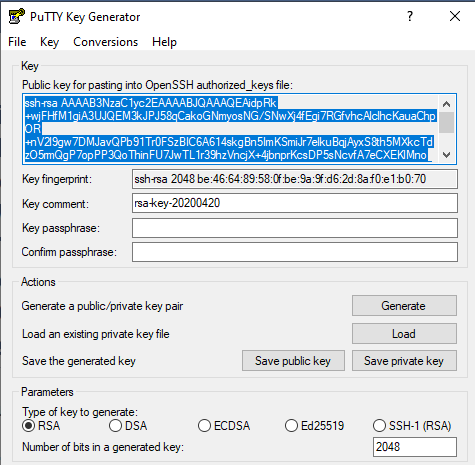 PuTTY Key Generator
?
File Key Conversions Help
Key
Public key for pasting into OpenSSH authorized_keys file:
ssh-rsa AAAAB3NzaC1yc2EAAAABJQAAAQEAidpRk
+wjFHfM1giA3UJQEM3kJPJ58qCakoGNmyosNG/SNwXj4fEgi7RGfvhcAlclhcKauaChp
OR
+nV2I9gw7DMJavQPb91Tr0FSzBIC6A614skgBn5lmKSmiJr7elkuBqjAyxS8th5MXkcTd
zO5rmQgP7opPP3QoThinFU7JwTL1r39hzVncjX+4jbnprKcsDP5sNcvfA7eCXEKIMno_
Key fingerprint: ssh-rsa 2048 be:46:64:89:58:0f:be:9a:9f:d6:2d:8a:f0:e1:b0:70
Key comment: rsa-key-20200420
Key passphrase:
Confirm passphrase:
Actions
Generate a public/private key pair Generate
Load an existing private key file Load
Save the generated key Save public key Save private key
Parameters
Type of key to generate:
RSA DSA ECDSA Ed25519 SSH-1 (RSA)
Number of bits in a generated key: 2048